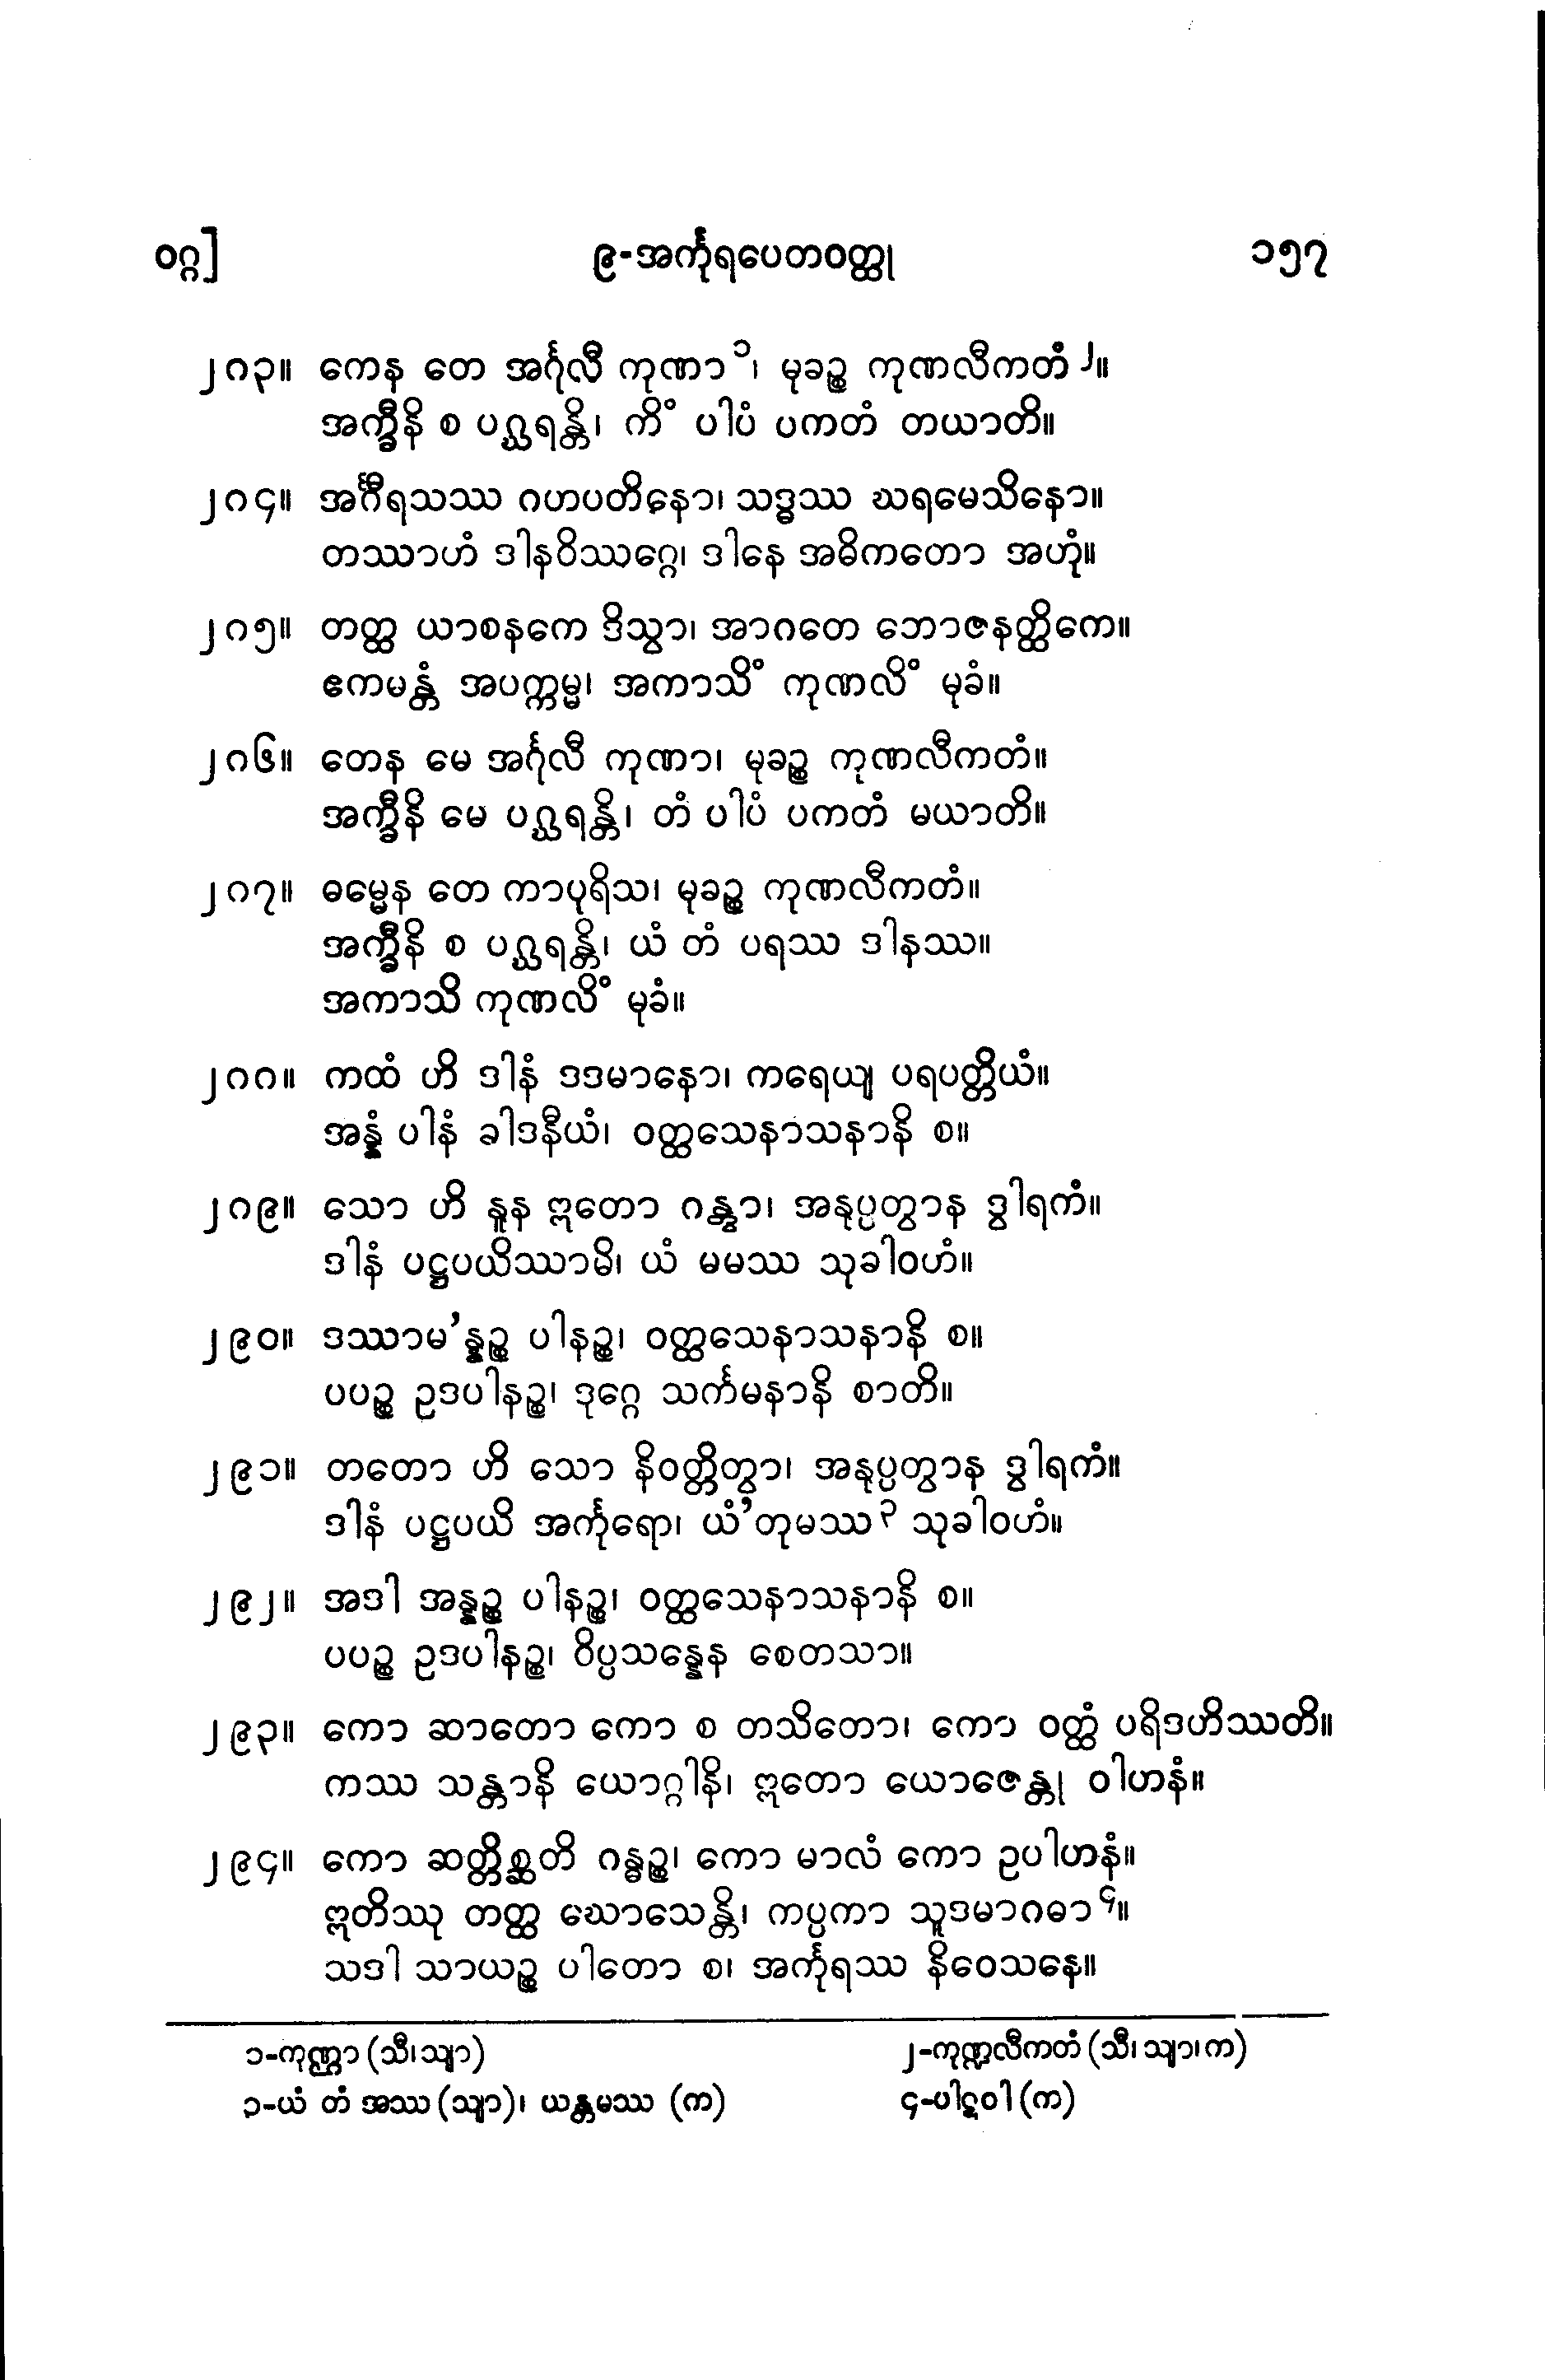 ဝဂ္ဂ] ၉-အင်္ကုရပေတဝတ္ထု ၁၅၇
၂၈၃။ ကေန တေ အင်္ဂုလီ ကုဏာ၁၊ မုခဉ္စ ကုဏလီကတံ၂။
အက္ခီနိ စ ပဂ္ဃရန္တိ၊ ကိံ ပါပံ ပကတံ တယာတိ။
၂၈၄။ အင်္ဂီရသဿ ဂဟပတိနော၊ သဒ္ဓဿ ဃရမေသိနော။
တဿာဟံ ဒါနဝိဿဂ္ဂေ၊ ဒါနေ အဓိကတော အဟုံ။
၂၈၅။ တတ္ထ ယာစနကေ ဒိသွာ၊ အာဂတေ ဘောဇနတ္ထိကေ။
ဧကမန္တံ အပက္ကမ္မ၊ အကာသိံ ကုဏလိံ မုခံ။
၂၈၆။ တေန မေ အင်္ဂုလီ ကုဏာ၊ မုခဉ္စ ကုဏလီကတံ။
အက္ခီနိ မေ ပဂ္ဃရန္တိ၊ တံ ပါပံ ပကတံ မယာတိ။
၂၈၇။ ဓမ္မေန တေ ကာပုရိသ၊ မုခဉ္စ ကုဏလီကတံ။
အက္ခီနိ စ ပဂ္ဃရန္တိ၊ ယံ တံ ပရဿ ဒါနဿ။
အကာသိ ကုဏလိံ မုခံ။
၂၈၈။ ကထံ ဟိ ဒါနံ ဒဒမာနော၊ ကရေယျ ပရပတ္တိယံ။
အန္နံ ပါနံ ခါဒနီယံ၊ ဝတ္ထသေနာသနာနိ စ။
၂၈၉။ သော ဟိ နူန ဣတော ဂန္တွာ၊ အနုပ္ပတွာန ဒွါရကံ။
ဒါနံ ပဋ္ဌပယိဿာမိ၊ ယံ မမဿ သုခါဝဟံ။
၂၉၀။ ဒဿာမ’န္နဉ္စ ပါနဉ္စ၊ ဝတ္ထသေနာသနာနိ စ။
ပပဉ္စ ဥဒပါနဉ္စ၊ ဒုဂ္ဂေ သင်္ကမနာနိ စာတိ။
၂၉၁။ တတော ဟိ သော နိဝတ္တိတွာ၊ အနုပ္ပတွာန ဒွါရကံ။
ဒါနံ ပဋ္ဌပယိ အင်္ကုရော၊ ယံ’တုမဿ၃ သုခါဝဟံ။
၂၉၂။ အဒါ အန္နဉ္စ ပါနဉ္စ၊ ဝတ္ထသေနာသနာနိ စ။
ပပဉ္စ ဥဒပါနဉ္စ၊ ဝိပ္ပသန္နေန စေတသာ။
၂၉၃။ ကော ဆာတော ကော စ တသိတော၊ ကော ဝတ္ထံ ပရိဒဟိဿတိ။
ကဿ သန္တာနိ ယောဂ္ဂါနိ၊ ဣတော ယောဇေန္တု ဝါဟနံ။
၂၉၄။ ကော ဆတ္တိစ္ဆတိ ဂန္ဓဉ္စ၊ ကော မာလံ ကော ဥပါဟနံ။
ဣတိဿု တတ္ထ ဃောသေန္တိ၊ ကပ္ပကာ သူဒမာဂဓာ၄။
သဒါ သာယဉ္စ ပါတော စ၊ အင်္ကုရဿ နိဝေသနေ။
၁-ကုဏ္ဌာ (သီ၊သျာ) ၂-ကုဏ္ဍလီကတံ (သီ၊ သျာ၊ က)
၃-ယံ တံ အဿ (သျာ)၊ ယန္တမဿ (က) ၄-ပါဋဝါ (က)